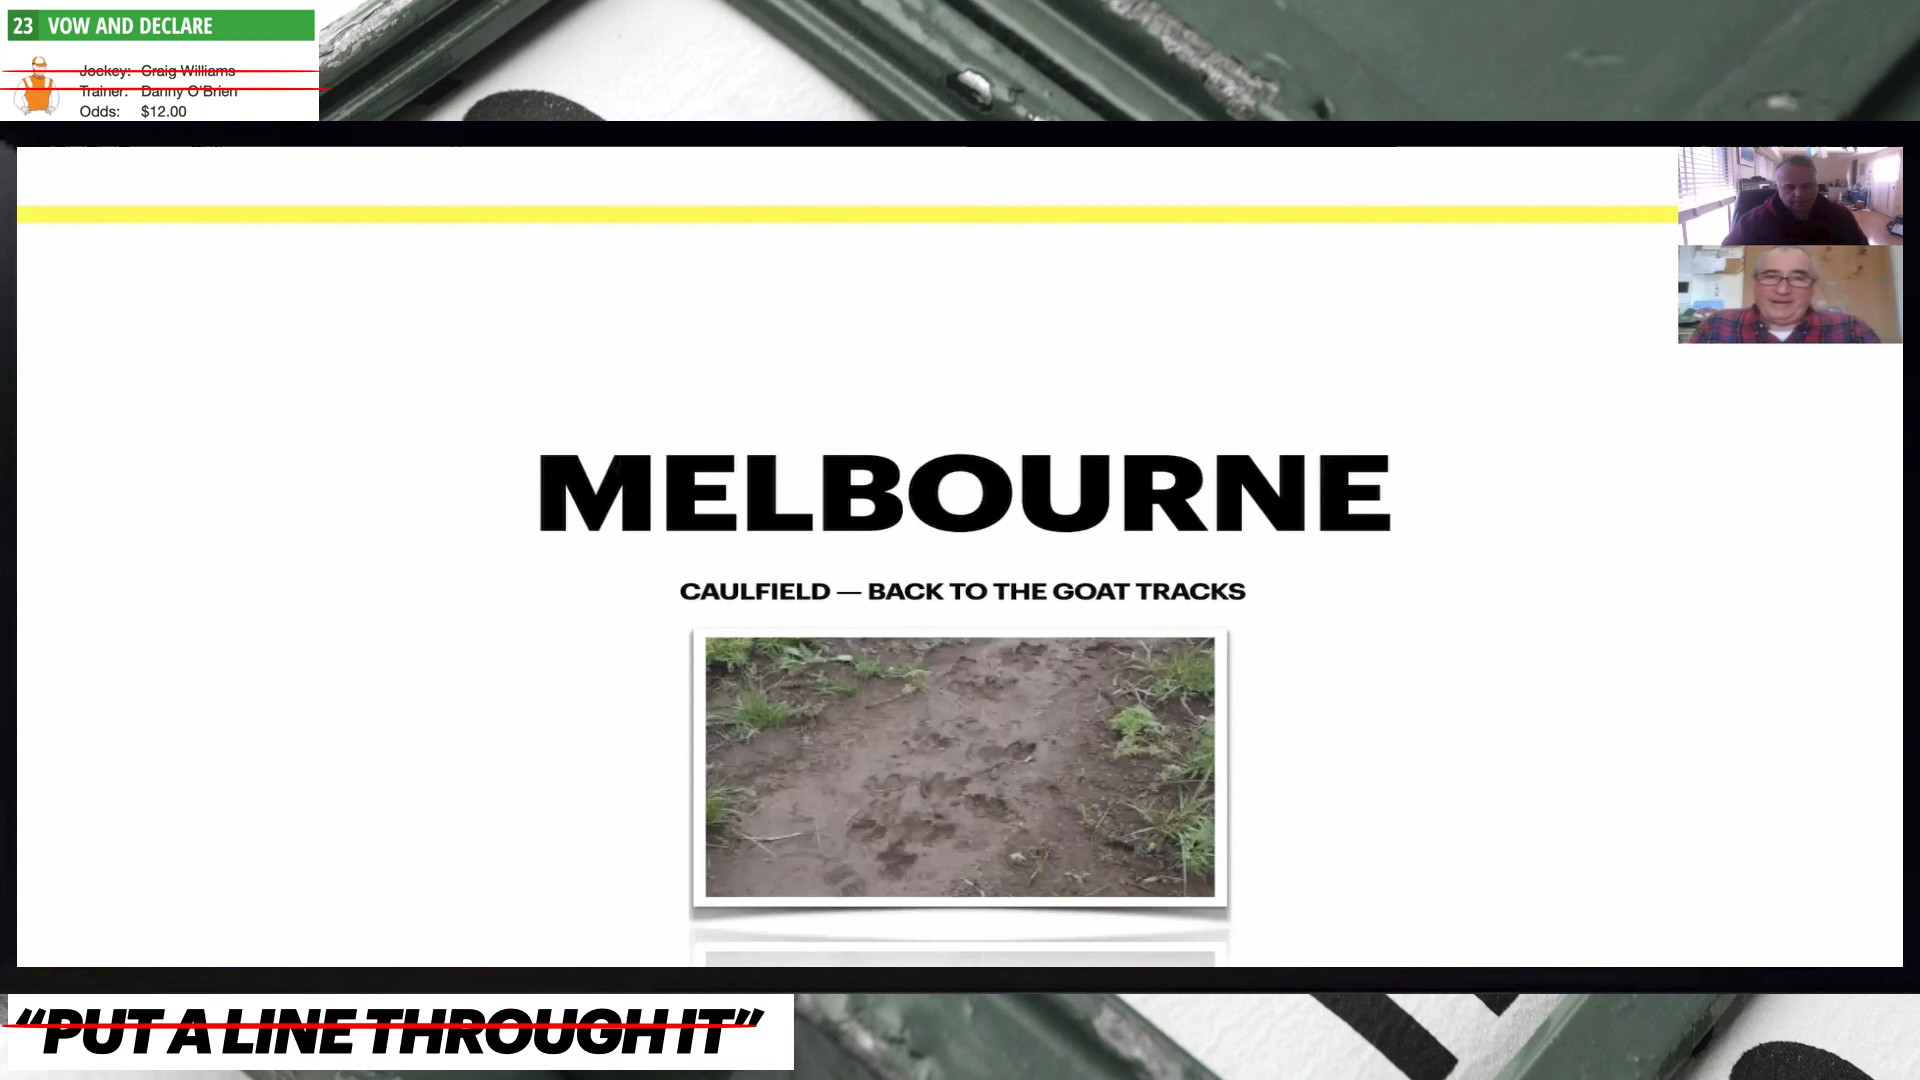 23 VOW AND DECLARE
Jockey: Craig Williams
Trainer: Danny O'Brien
Odds: $12.00
MELBOURNE
CAULFIELD — BACK TO THE GOAT TRACKS
“PUT A LINE THROUGH IT”